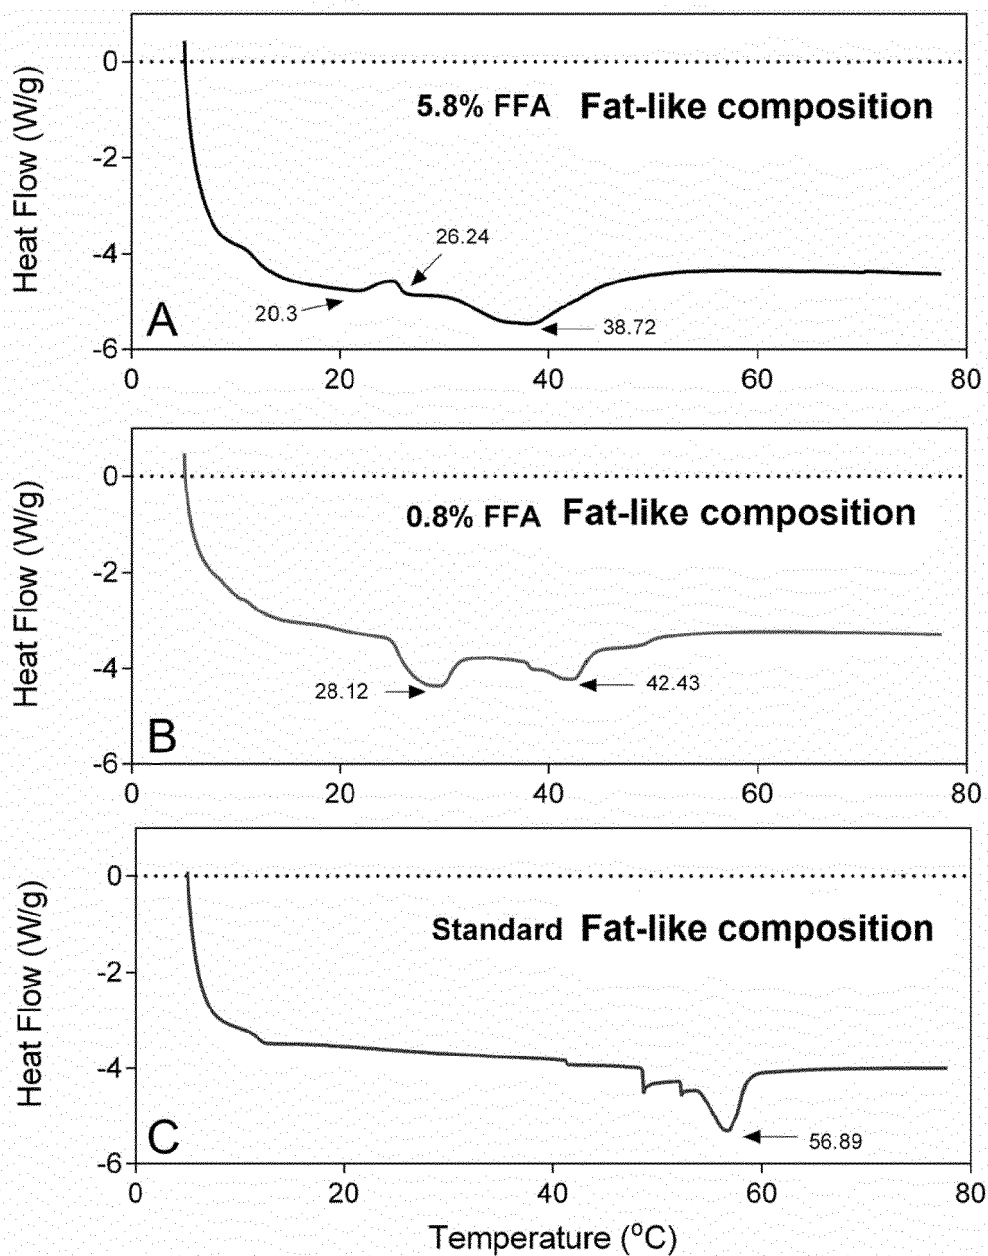 0
5.8% FFA Fat-like composition
Heat Flow (W/g)
-2
26.24
-4
20.3
38.72
A
-6
0 20 40 60 80
0
0.8% FFA Fat-like composition
Heat Flow (W/g)
-2
-4
28.12
42.43
B
-6
0 20 40 60 80
0
Standard Fat-like composition
Heat Flow (W/g)
-2
-4
56.89
C
-6
0 20 40 60 80
Temperature (°C)